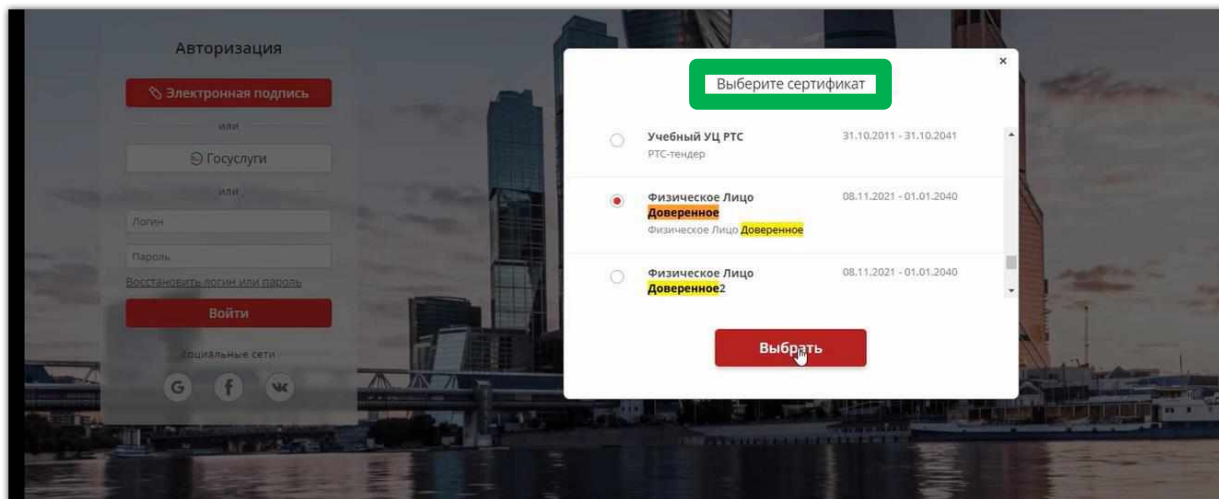 Авторизация
Электронная подпись
или
Госуслуги
или
Логин
Пароль
Восстановить логин или пароль
Войти
Социальные сети
G f
×
Выберите сертификат
Учебный УЦ РТС 31.10.2011 - 31.10.2041
РТС-тендер
Физическое Лицо 08.11.2021 - 01.01.2040
Доверенное
Физическое Лицо Доверенное
Физическое Лицо 08.11.2021 - 01.01.2040
Доверенное2
Выбрать